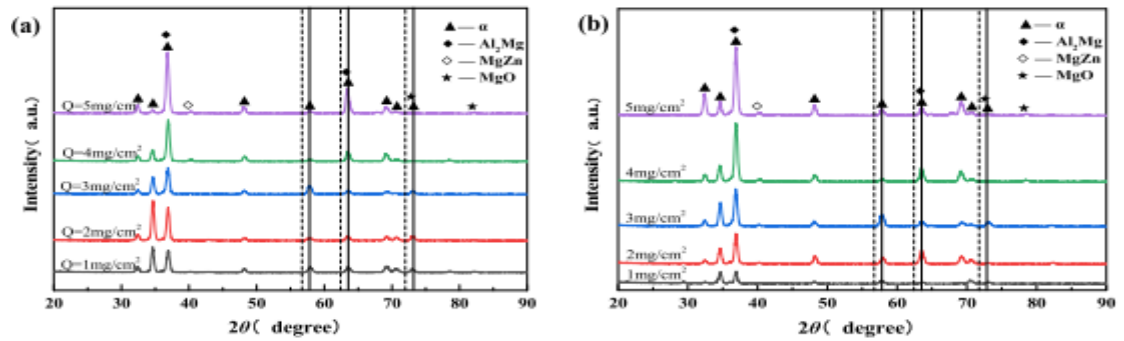 (a)
▲ — α
◆ — Al₂Mg
◇ — MgZn
★ — MgO
Q=5mg/cm²
Q=4mg/cm²
Q=3mg/cm²
Q=2mg/cm²
Q=1mg/cm²
Intensity( a.u.)
20 30 40 50 60 70 80 90
2θ( degree)
(b)
▲ — α
◆ — Al₂Mg
◇ — MgZn
★ — MgO
5mg/cm²
4mg/cm²
3mg/cm²
2mg/cm²
1mg/cm²
Intensity( a.u.)
20 30 40 50 60 70 80 90
2θ( degree)